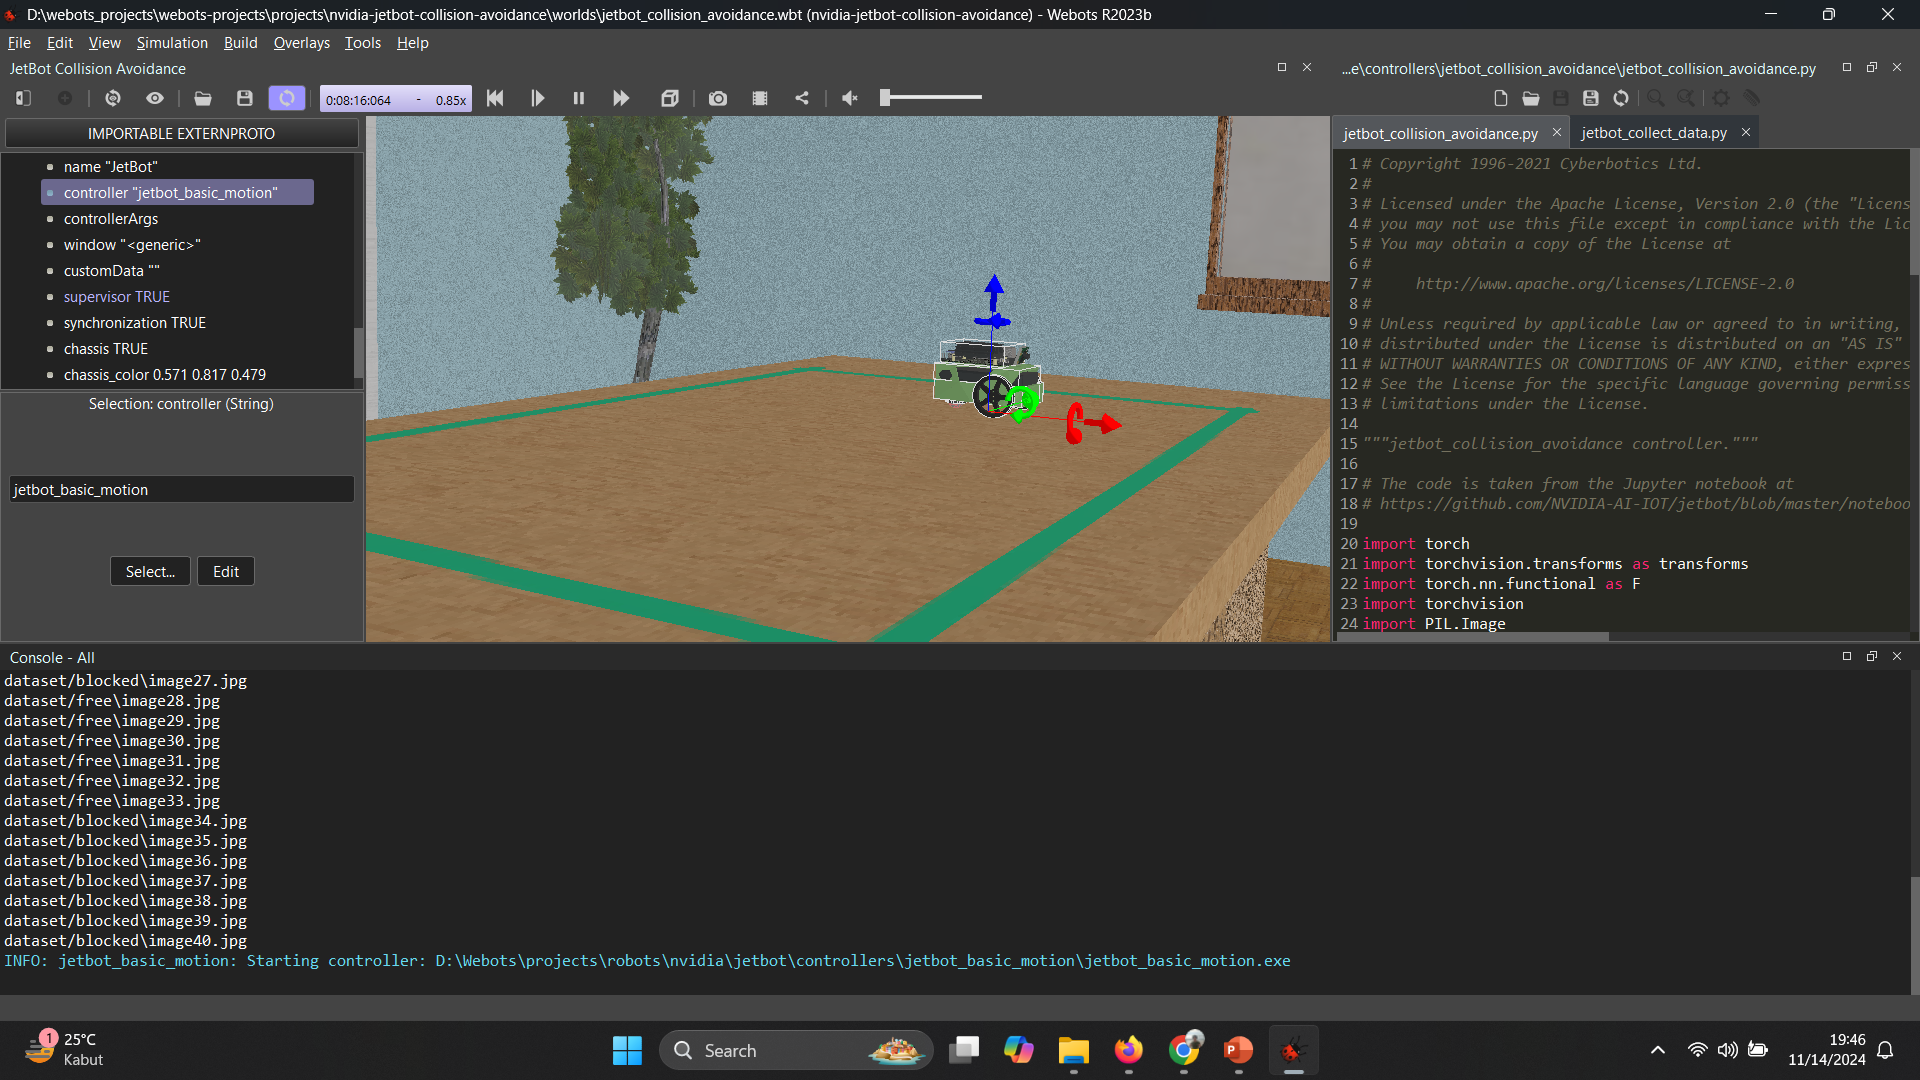 D:\webots_projects\webots-projects\projects\nvidia-jetbot-collision-avoidance\worlds\jetbot_collision_avoidance.wbt (nvidia-jetbot-collision-avoidance) - Webots R2023b
File Edit View Simulation Build Overlays Tools Help
JetBot Collision Avoidance
0:08:16:064 - 0.85x
IMPORTABLE EXTERNPROTO
name "JetBot"
controller "jetbot_basic_motion"
controllerArgs
window "<generic>"
customData ""
supervisor TRUE
synchronization TRUE
chassis TRUE
chassis_color 0.571 0.817 0.479
Selection: controller (String)
jetbot_basic_motion
Select... Edit
...e\controllers\jetbot_collision_avoidance\jetbot_collision_avoidance.py
jetbot_collision_avoidance.py jetbot_collect_data.py
1 # Copyright 1996-2021 Cyberbotics Ltd.
2 #
3 # Licensed under the Apache License, Version 2.0 (the "Licens
4 # you may not use this file except in compliance with the Lic
5 # You may obtain a copy of the License at
6 #
7 #     http://www.apache.org/licenses/LICENSE-2.0
8 #
9 # Unless required by applicable law or agreed to in writing,
10 # distributed under the License is distributed on an "AS IS"
11 # WITHOUT WARRANTIES OR CONDITIONS OF ANY KIND, either expres
12 # See the License for the specific language governing permiss
13 # limitations under the License.
14
15 """jetbot_collision_avoidance controller."""
16
17 # The code is taken from the Jupyter notebook at
18 # https://github.com/NVIDIA-AI-IOT/jetbot/blob/master/noteboo
19
20 import torch
21 import torchvision.transforms as transforms
22 import torch.nn.functional as F
23 import torchvision
24 import PIL.Image
Console - All
dataset/blocked\image27.jpg
dataset/free\image28.jpg
dataset/free\image29.jpg
dataset/free\image30.jpg
dataset/free\image31.jpg
dataset/free\image32.jpg
dataset/free\image33.jpg
dataset/blocked\image34.jpg
dataset/blocked\image35.jpg
dataset/blocked\image36.jpg
dataset/blocked\image37.jpg
dataset/blocked\image38.jpg
dataset/blocked\image39.jpg
dataset/blocked\image40.jpg
INFO: jetbot_basic_motion: Starting controller: D:\Webots\projects\robots\nvidia\jetbot\controllers\jetbot_basic_motion\jetbot_basic_motion.exe
1
25°C
Kabut
Search
P
19:46
11/14/2024